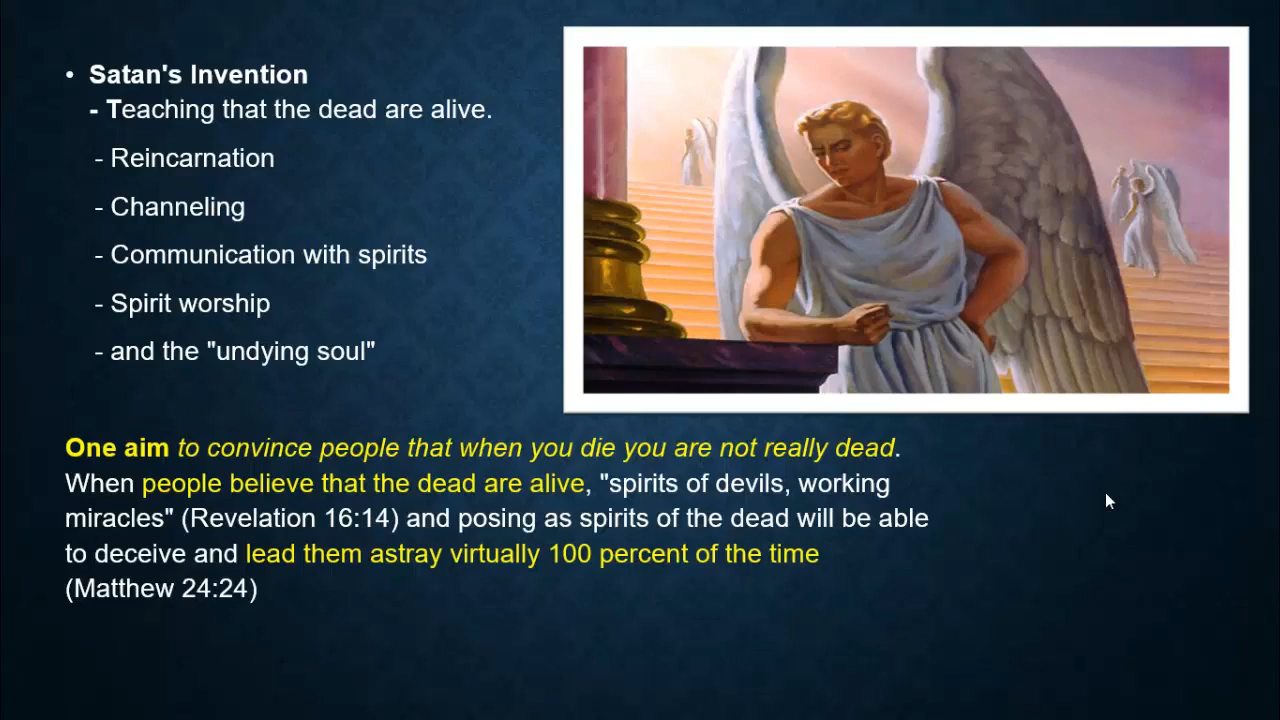 • Satan's Invention
- Teaching that the dead are alive.
- Reincarnation
- Channeling
- Communication with spirits
- Spirit worship
- and the "undying soul"
One aim to convince people that when you die you are not really dead.
When people believe that the dead are alive, "spirits of devils, working
miracles" (Revelation 16:14) and posing as spirits of the dead will be able
to deceive and lead them astray virtually 100 percent of the time
(Matthew 24:24)